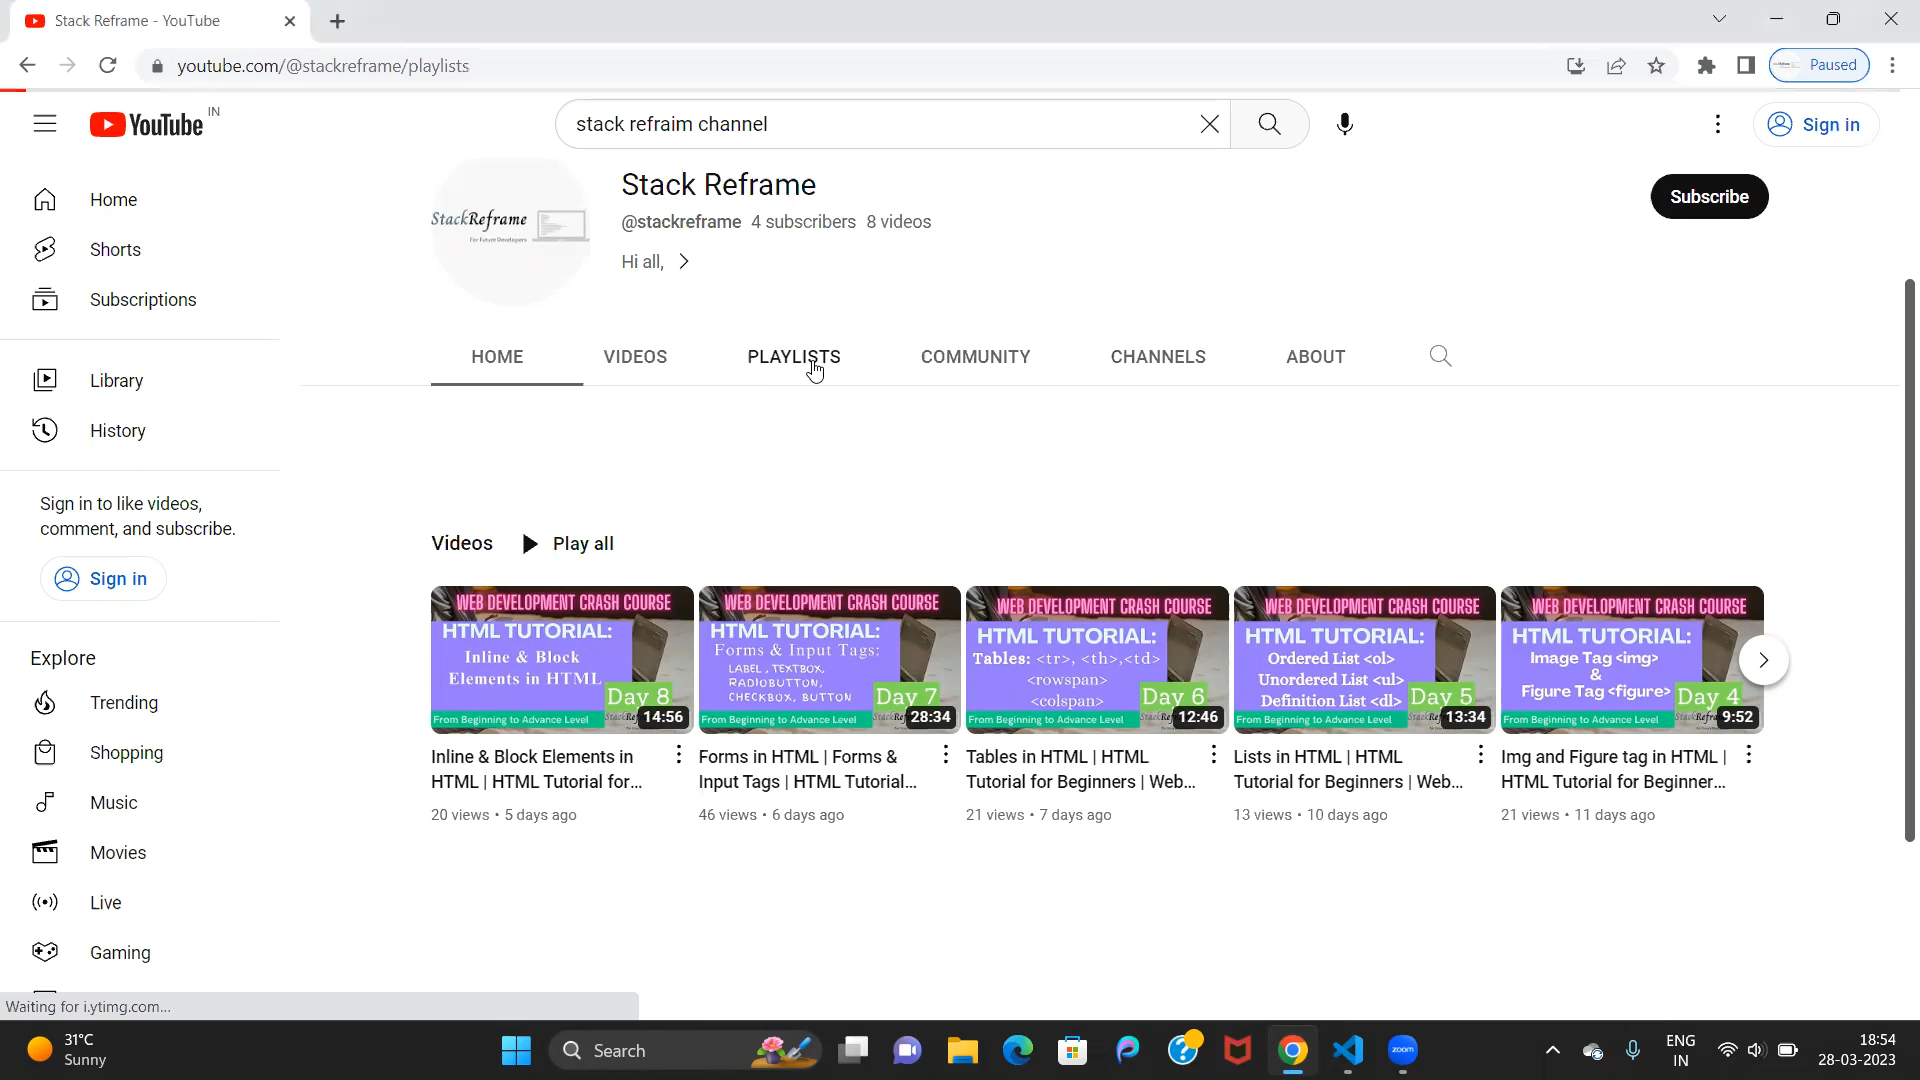 Stack Reframe - YouTube
youtube.com/@stackreframe/playlists
Paused
YouTube IN
stack refraim channel
Sign in
Home
Shorts
Subscriptions
Library
History
Sign in to like videos,
comment, and subscribe.
Sign in
Explore
Trending
Shopping
Music
Movies
Live
Gaming
StackReframe
For Future Developers
Stack Reframe
@stackreframe 4 subscribers 8 videos
Hi all,
Subscribe
HOME VIDEOS PLAYLISTS COMMUNITY CHANNELS ABOUT
Videos Play all
WEB DEVELOPMENT CRASH COURSE
HTML TUTORIAL:
Inline & Block
Elements in HTML
Day 8
From Beginning to Advance Level
14:56
Inline & Block Elements in
HTML | HTML Tutorial for...
20 views • 5 days ago
WEB DEVELOPMENT CRASH COURSE
HTML TUTORIAL:
Forms & Input Tags:
LABEL, TEXTBOX,
RADIOBUTTON,
CHECKBOX, BUTTON
Day 7
From Beginning to Advance Level
28:34
Forms in HTML | Forms &
Input Tags | HTML Tutorial...
46 views • 6 days ago
WEB DEVELOPMENT CRASH COURSE
HTML TUTORIAL:
Tables: <tr>, <th>,<td>
<rowspan>
<colspan>
Day 6
From Beginning to Advance Level
12:46
Tables in HTML | HTML
Tutorial for Beginners | Web...
21 views • 7 days ago
WEB DEVELOPMENT CRASH COURSE
HTML TUTORIAL:
Ordered List <ol>
Unordered List <ul>
Definition List <dl>
Day 5
From Beginning to Advance Level
13:34
Lists in HTML | HTML
Tutorial for Beginners | Web...
13 views • 10 days ago
WEB DEVELOPMENT CRASH COURSE
HTML TUTORIAL:
Image Tag <img>
&
Figure Tag <figure>
Day 4
From Beginning to Advance Level
9:52
Img and Figure tag in HTML |
HTML Tutorial for Beginner...
21 views • 11 days ago
Waiting for i.ytimg.com...
31°C
Sunny
Search
zoom
ENG
IN
18:54
28-03-2023